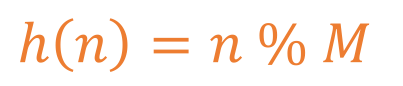 h(n) = n % M